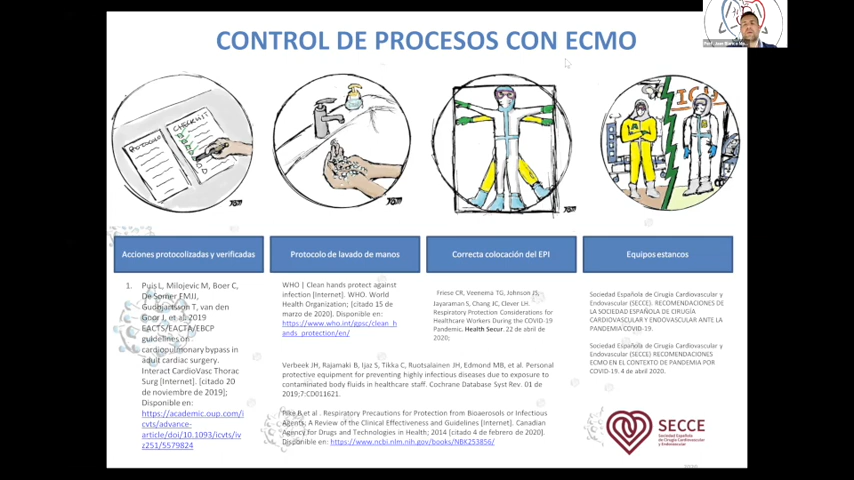 CONTROL DE PROCESOS CON ECMO
PROTOCOLO
CHECKLIST
ICU
Acciones protocolizadas y verificadas
Protocolo de lavado de manos
Correcta colocación del EPI
Equipos estancos
1. Puis L, Milojevic M, Boer C,
De Somer FMJJ,
Gudbjartsson T, van den
Goor J, et al. 2019
EACTS/EACTA/EBCP
guidelines on
cardiopulmonary bypass in
adult cardiac surgery.
Interact CardioVasc Thorac
Surg [Internet]. [citado 20
de noviembre de 2019];
Disponible en:
https://academic.oup.com/i
cvts/advance-
article/doi/10.1093/icvts/iv
z251/5579824
WHO | Clean hands protect against
infection [Internet]. WHO. World
Health Organization; [citado 15 de
marzo de 2020]. Disponible en:
https://www.who.int/gpsc/clean_h
ands_protection/en/
Friese CR, Veenema TG, Johnson JS,
Jayaraman S, Chang JC, Clever LH.
Respiratory Protection Considerations for
Healthcare Workers During the COVID-19
Pandemic. Health Secur. 22 de abril de
2020;
Verbeek JH, Rajamaki B, Ijaz S, Tikka C, Ruotsalainen JH, Edmond MB, et al. Personal
protective equipment for preventing highly infectious diseases due to exposure to
contaminated body fluids in healthcare staff. Cochrane Database Syst Rev. 01 de
2019;7:CD011621.
B, et al. Respiratory Precautions for Protection from Bioaerosols or Infectious
Agents: A Review of the Clinical Effectiveness and Guidelines [Internet]. Canadian
Agency for Drugs and Technologies in Health; 2014 [citado 4 de febrero de 2020].
Disponible en: https://www.ncbi.nlm.nih.gov/books/NBK253856/
Sociedad Española de Cirugía Cardiovascular y
Endovascular (SECCE). RECOMENDACIONES DE
LA SOCIEDAD ESPAÑOLA DE CIRUGÍA
CARDIOVASCULAR Y ENDOVASCULAR ANTE LA
PANDEMIA COVID-19.
Sociedad Española de Cirugía Cardiovascular y
Endovascular (SECCE) RECOMENDACIONES
ECMO EN EL CONTEXTO DE PANDEMIA POR
COVID-19. 4 de abril 2020.
SECCE
Sociedad Española
de Cirugía Cardiovascular
y Endovascular